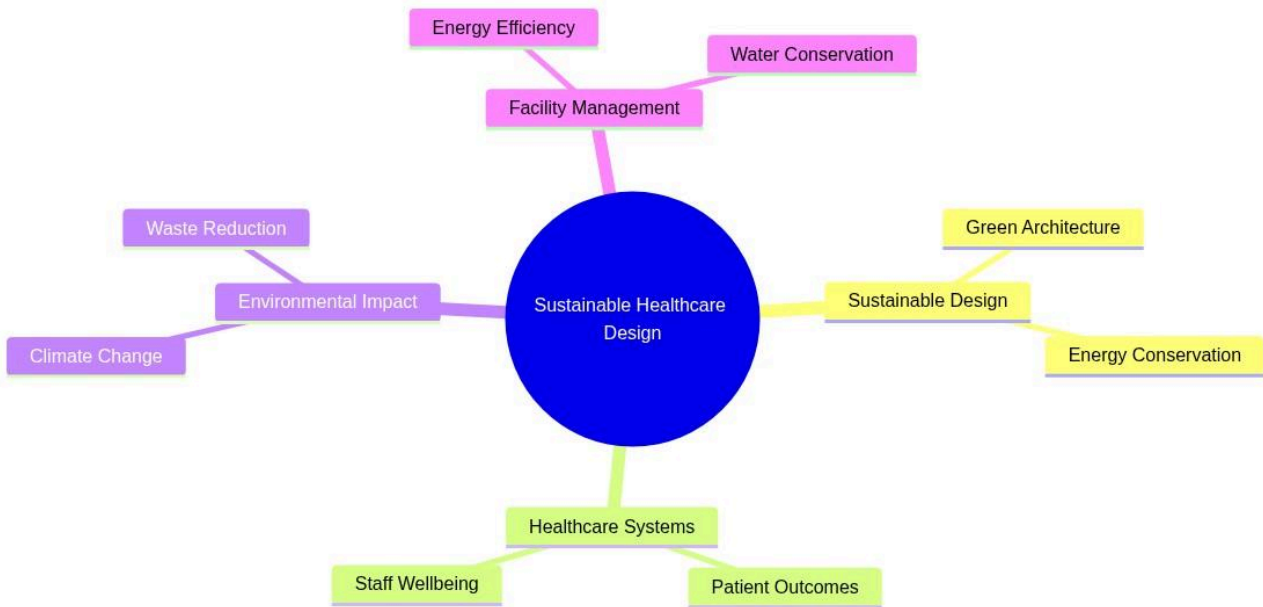 Energy Efficiency
Water Conservation
Facility Management
Waste Reduction
Green Architecture
Environmental Impact
Sustainable Healthcare
Design
Sustainable Design
Climate Change
Energy Conservation
Healthcare Systems
Staff Wellbeing
Patient Outcomes